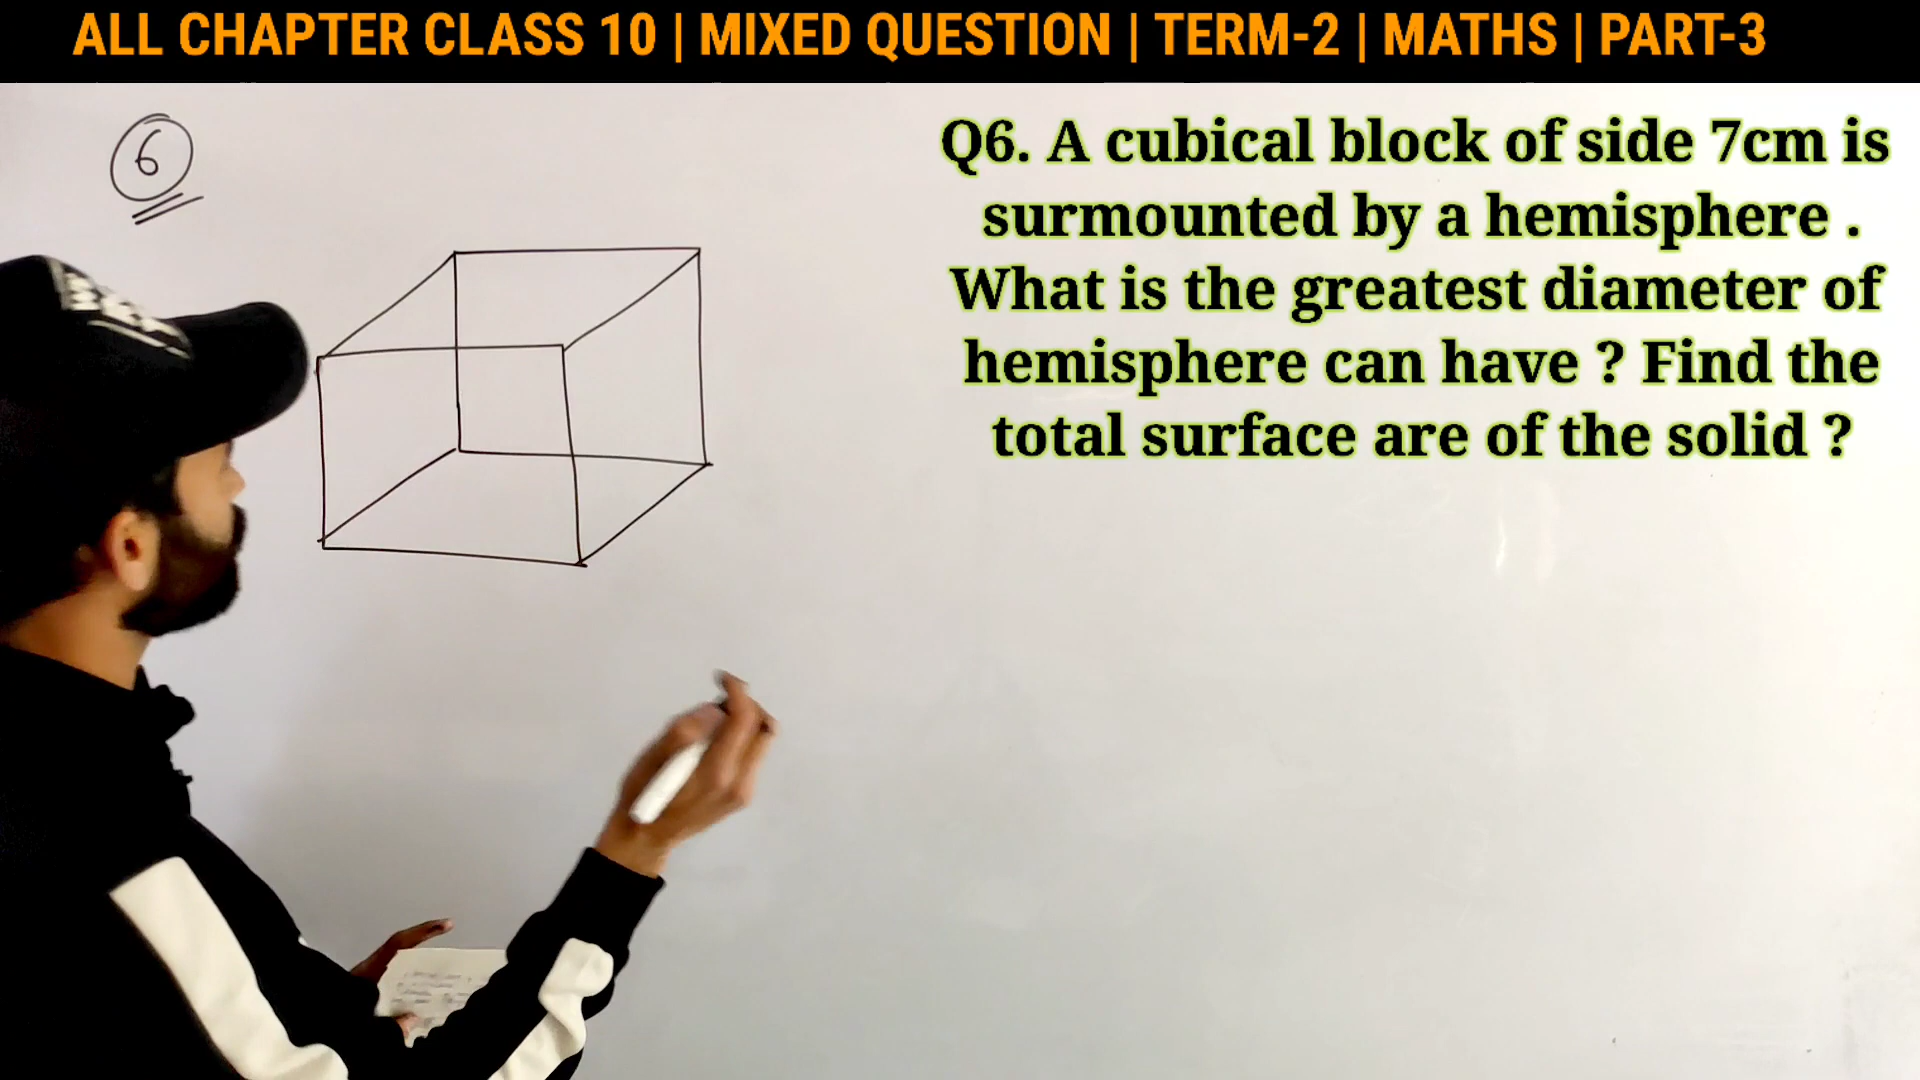 ALL CHAPTER CLASS 10 | MIXED QUESTION | TERM-2 | MATHS | PART-3
6
Q6. A cubical block of side 7cm is
surmounted by a hemisphere .
What is the greatest diameter of
hemisphere can have ? Find the
total surface are of the solid ?